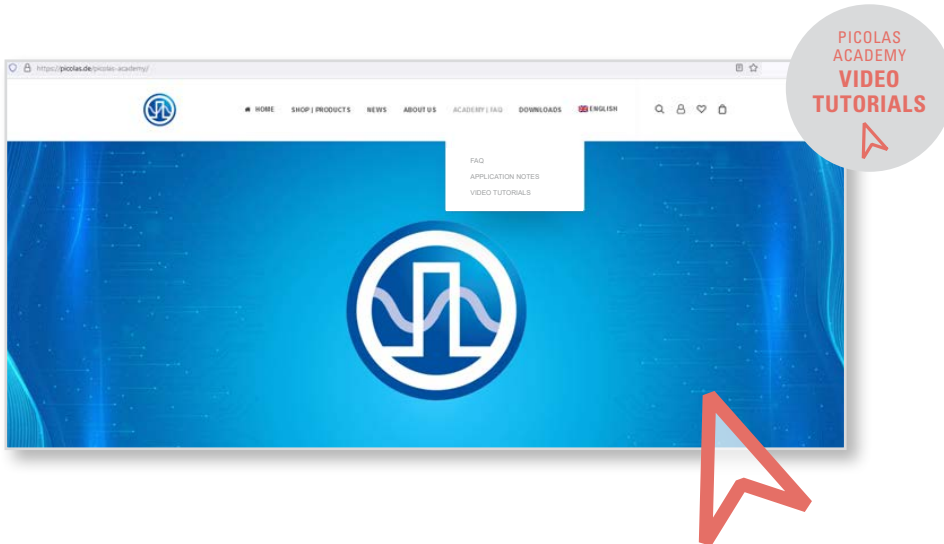 PICOLAS
ACADEMY
VIDEO
TUTORIALS
https://picolas.de/picolas-academy/
HOME SHOP | PRODUCTS NEWS ABOUT US ACADEMY | FAQ DOWNLOADS ENGLISH
FAQ
APPLICATION NOTES
VIDEO TUTORIALS